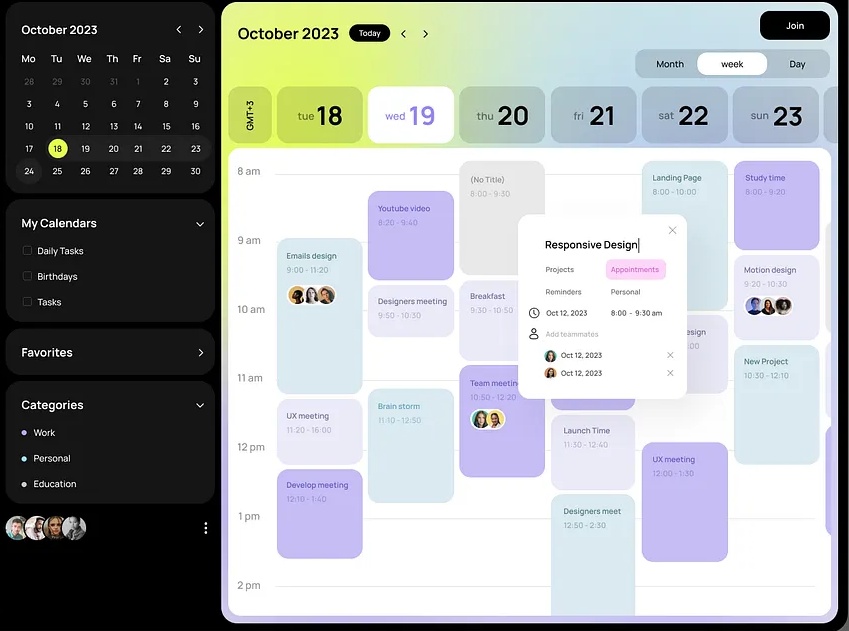 October 2023
Mo Tu We Th Fr Sa Su
28 29 30 31 1 2 3
3 4 5 6 7 8 9
10 11 12 13 14 15 16
17 18 19 20 21 22 23
24 25 26 27 28 29 30
My Calendars
Daily Tasks
Birthdays
Tasks
Favorites
Categories
Work
Personal
Education
October 2023 Today
Join
Month week Day
GMT+3
tue 18
wed 19
thu 20
fri 21
sat 22
sun 23
8 am
9 am
10 am
11 am
12 pm
1 pm
2 pm
Emails design
9:00 - 11:20
UX meeting
11:20 - 16:00
Develop meeting
12:10 - 1:40
Youtube video
8:20 - 9:40
Designers meeting
9:50 - 10:30
Brain storm
11:10 - 12:50
(No Title)
8:00 - 9:30
Breakfast
9:30 - 10:50
Team meeting
10:50 - 12:20
Responsive Design
Projects Appointments
Reminders Personal
Oct 12, 2023 8:00 - 9:30 am
Add teammates
Oct 12, 2023
Oct 12, 2023
Launch Time
11:30 - 12:40
Designers meet
12:50 - 2:30
Landing Page
8:00 - 10:00
UX meeting
12:00 - 1:30
Study time
8:00 - 9:20
Motion design
9:20 - 10:30
New Project
10:30 - 12:10